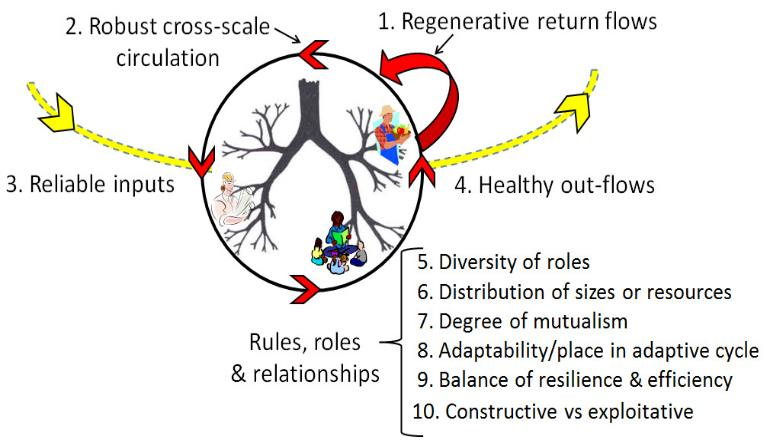 2. Robust cross-scale
circulation
1. Regenerative return flows
3. Reliable inputs
4. Healthy out-flows
Rules, roles
& relationships
5. Diversity of roles
6. Distribution of sizes or resources
7. Degree of mutualism
8. Adaptability/place in adaptive cycle
9. Balance of resilience & efficiency
10. Constructive vs exploitative